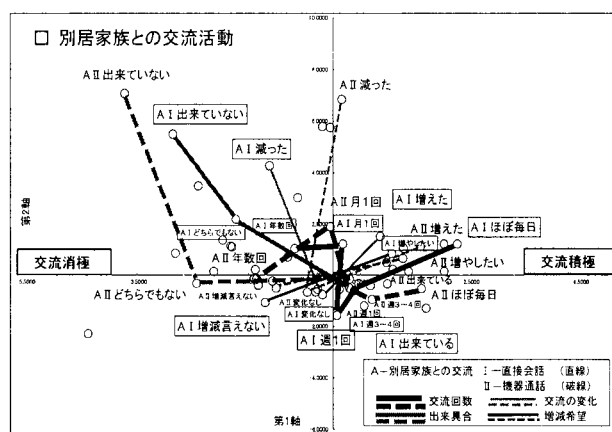 □ 別居家族との交流活動
10.0000
8.0000
AⅡ出来ていない
AⅡ減った
AⅠ出来ていない
AⅠ減った
第2軸
AⅡ月1回
AⅠ増えた
AⅠどちらでもない
AⅠ年数回
AⅠ月1回
AⅡ増えた
AⅠほぼ毎日
AⅠ増やしたい
AⅡ年数回
AⅡ増やしたい
交流消極
交流積極
5.5000
AⅡ出来ている
AⅡどちらでもない
AⅡ増減言えない
AⅡ変化なし
AⅡほぼ毎日
AⅠ増減言えない
AⅠ変化なし
AⅡ週1回
AⅡ週3～4回
AⅠ週3～4回
AⅠ週1回
AⅠ出来ている
A－別居家族との交流
Ⅰ－直接会話 (直線)
Ⅱ－機器通話 (破線)
交流回数
交流の変化
出来具合
増減希望
第1軸